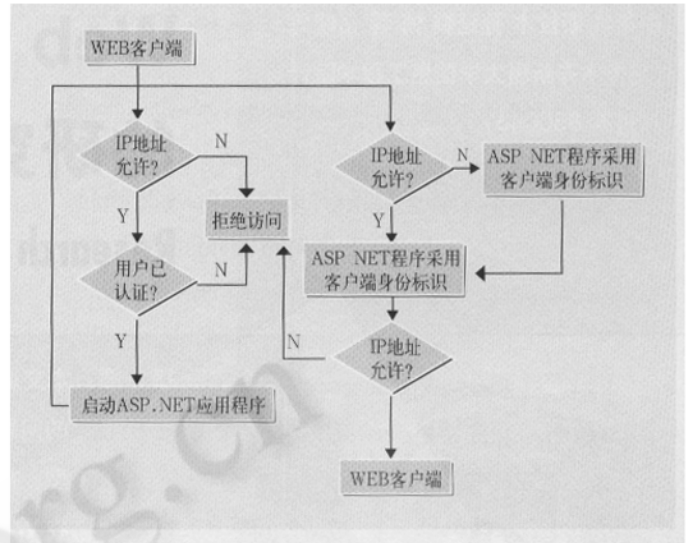 WEB客户端
IP地址
允许?
N
Y
拒绝访问
用户已
认证?
N
Y
启动ASP.NET应用程序
IP地址
允许?
N
ASP NET程序采用
客户端身份标识
Y
ASP NET程序采用
客户端身份标识
N
IP地址
允许?
WEB客户端
rg.cn